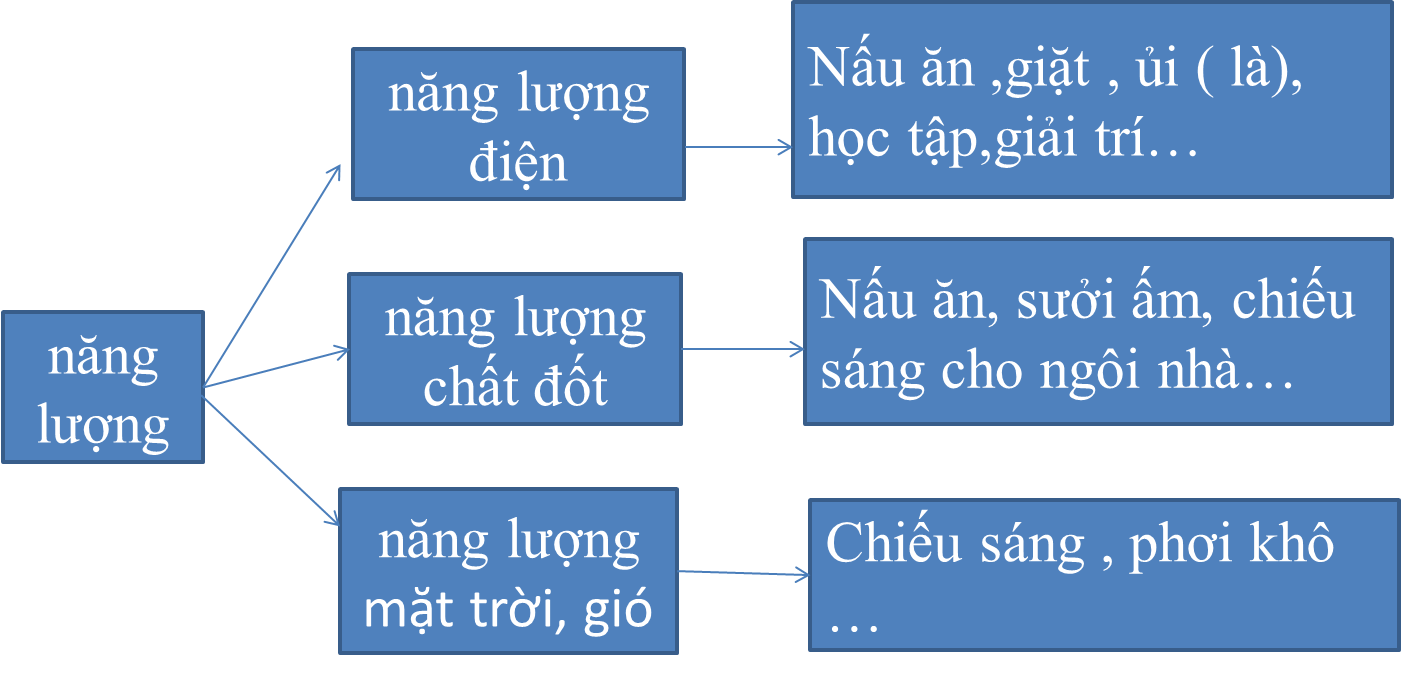 năng
lượng
năng lượng
điện
Nấu ăn ,giặt , ủi ( là),
học tập,giải trí…
năng lượng
chất đốt
Nấu ăn, sưởi ấm, chiếu
sáng cho ngôi nhà…
năng lượng
mặt trời, gió
Chiếu sáng , phơi khô
…